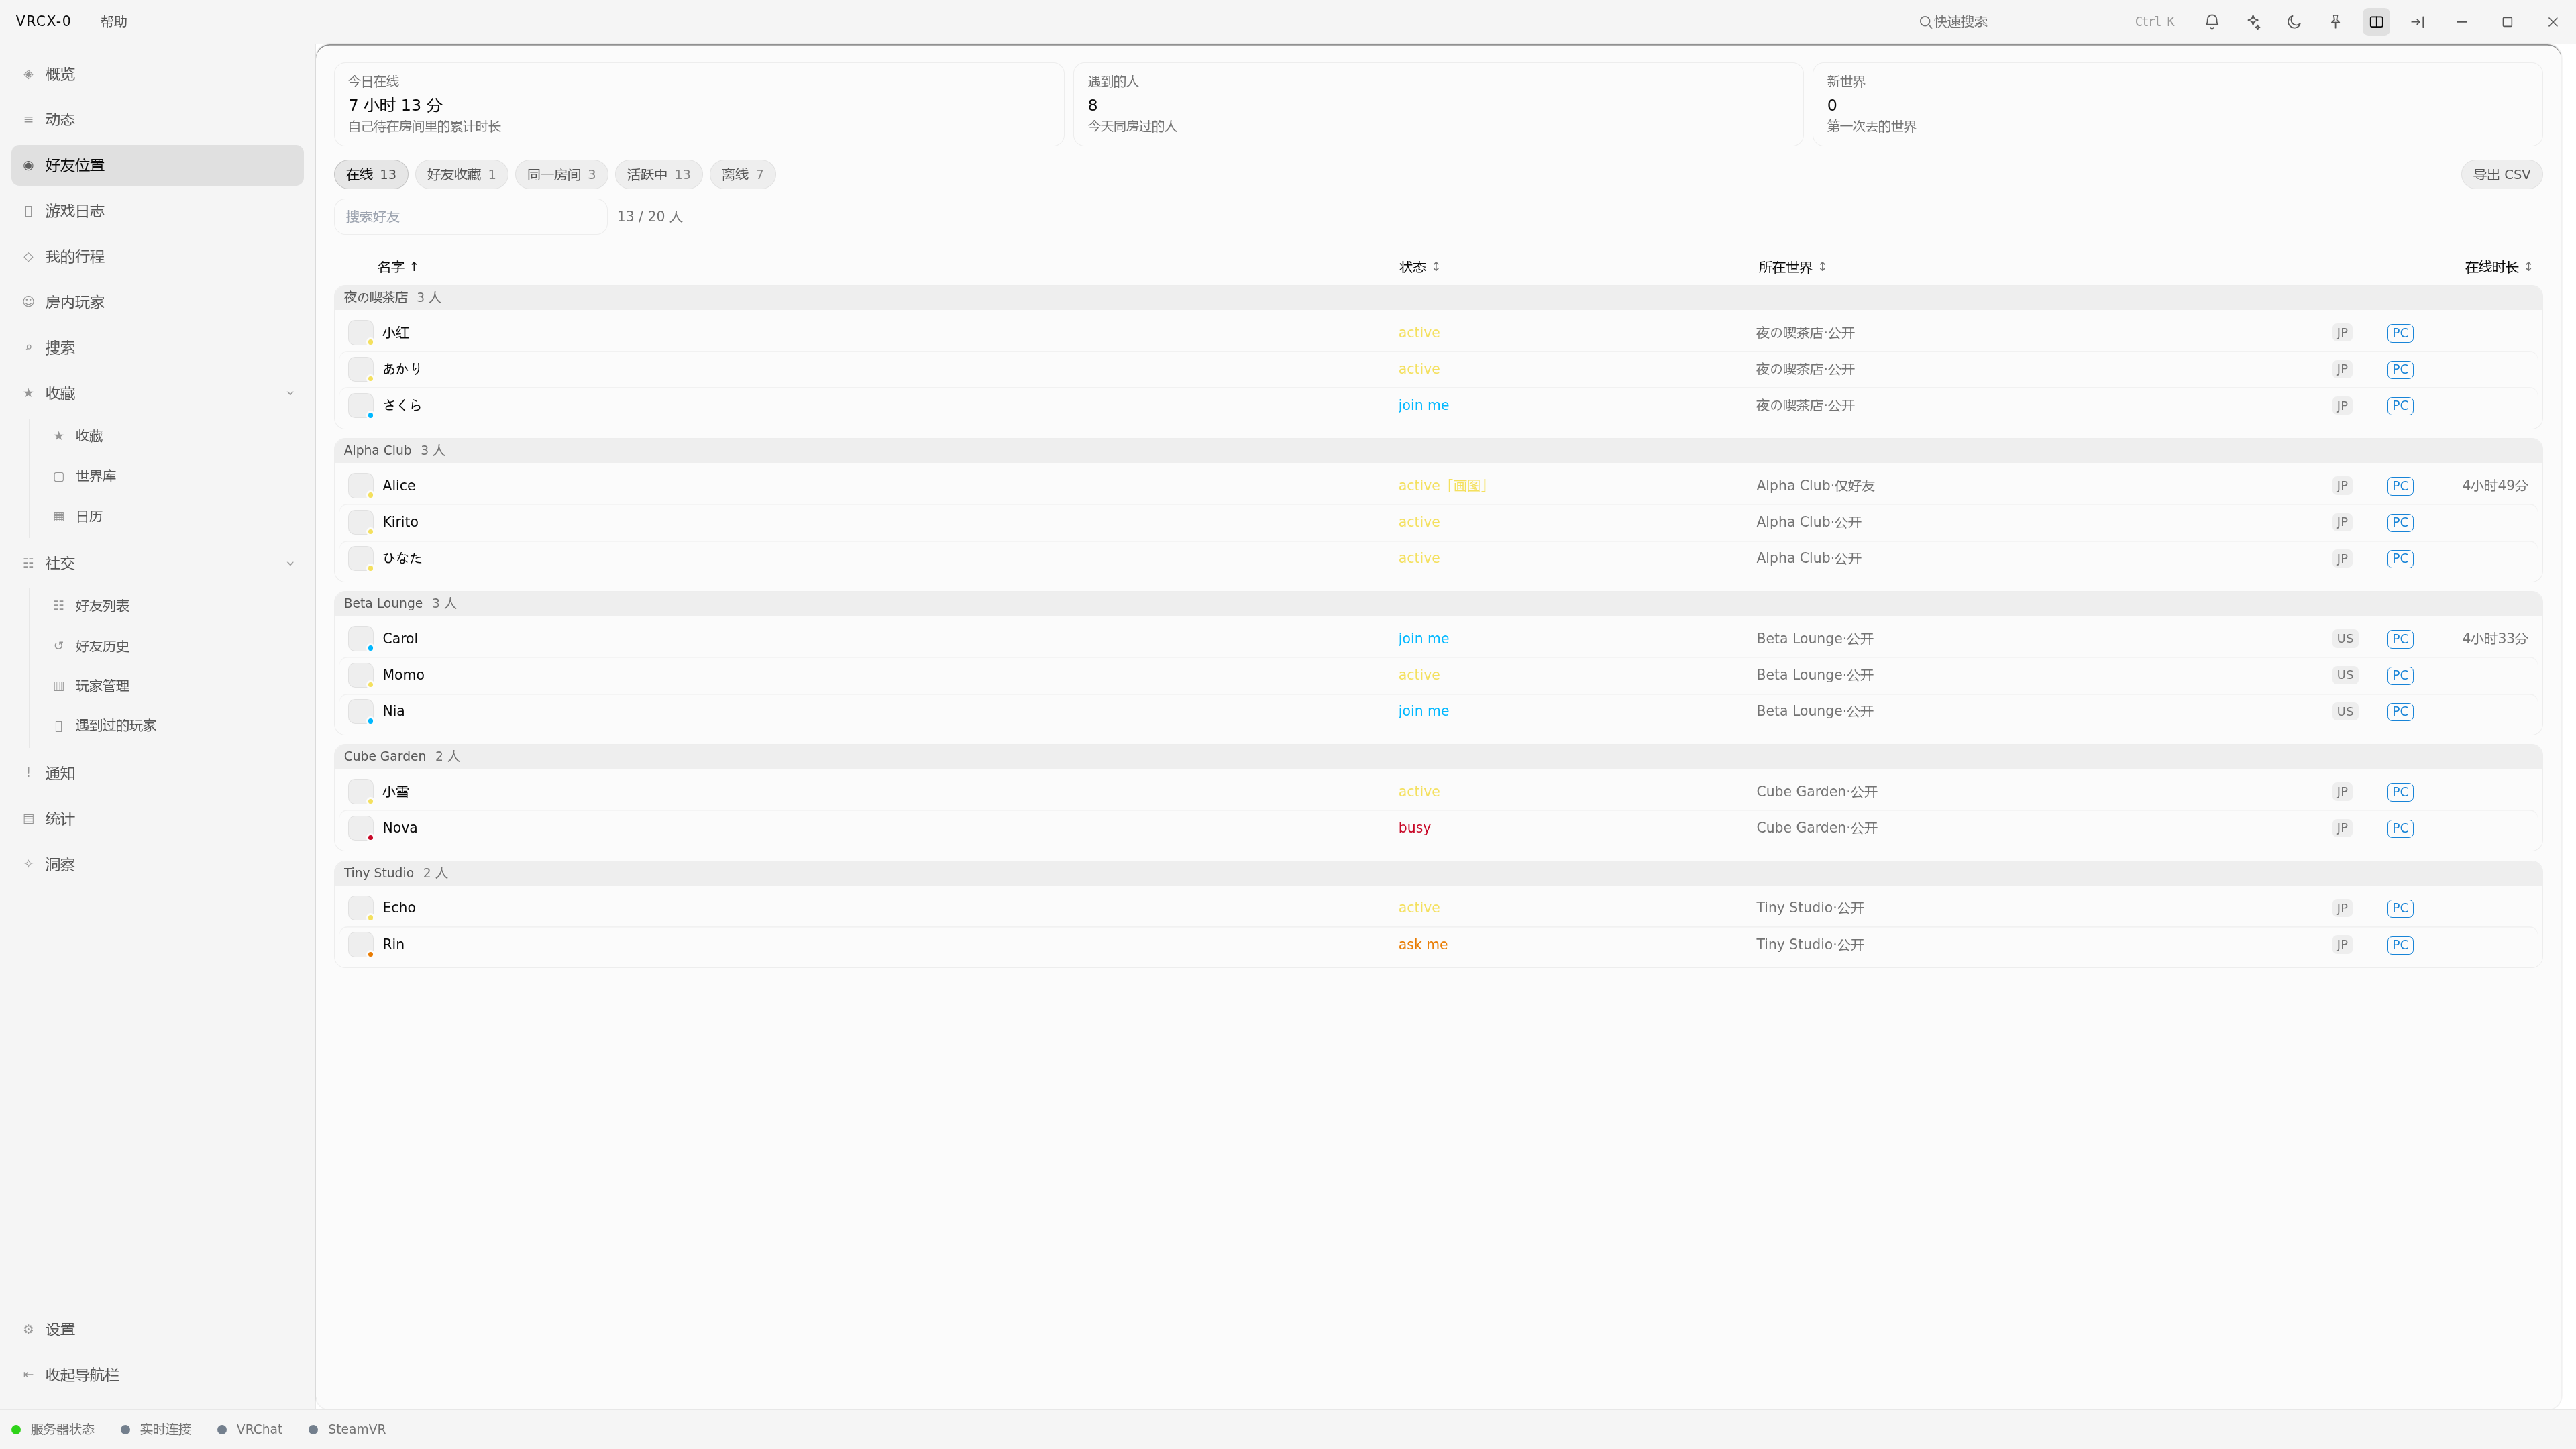 VRCX-0 帮助 快速搜索 Ctrl K
概览
动态
好友位置
游戏日志
我的行程
房内玩家
搜索
收藏
收藏
世界库
日历
社交
好友列表
好友历史
玩家管理
遇到过的玩家
通知
统计
洞察
设置
收起导航栏
今日在线
7 小时 13 分
自己待在房间里的累计时长
遇到的人
8
今天同房过的人
新世界
0
第一次去的世界
在线 13 好友收藏 1 同一房间 3 活跃中 13 离线 7 导出 CSV
搜索好友 13 / 20 人
名字 ↑ 状态 ↕ 所在世界 ↕ 在线时长 ↕
夜の喫茶店 3 人
小红 active 夜の喫茶店·公开 JP PC
あかり active 夜の喫茶店·公开 JP PC
さくら join me 夜の喫茶店·公开 JP PC
Alpha Club 3 人
Alice active「画图」 Alpha Club·仅好友 JP PC 4小时49分
Kirito active Alpha Club·公开 JP PC
ひなた active Alpha Club·公开 JP PC
Beta Lounge 3 人
Carol join me Beta Lounge·公开 US PC 4小时33分
Momo active Beta Lounge·公开 US PC
Nia join me Beta Lounge·公开 US PC
Cube Garden 2 人
小雪 active Cube Garden·公开 JP PC
Nova busy Cube Garden·公开 JP PC
Tiny Studio 2 人
Echo active Tiny Studio·公开 JP PC
Rin ask me Tiny Studio·公开 JP PC
服务器状态 实时连接 VRChat SteamVR